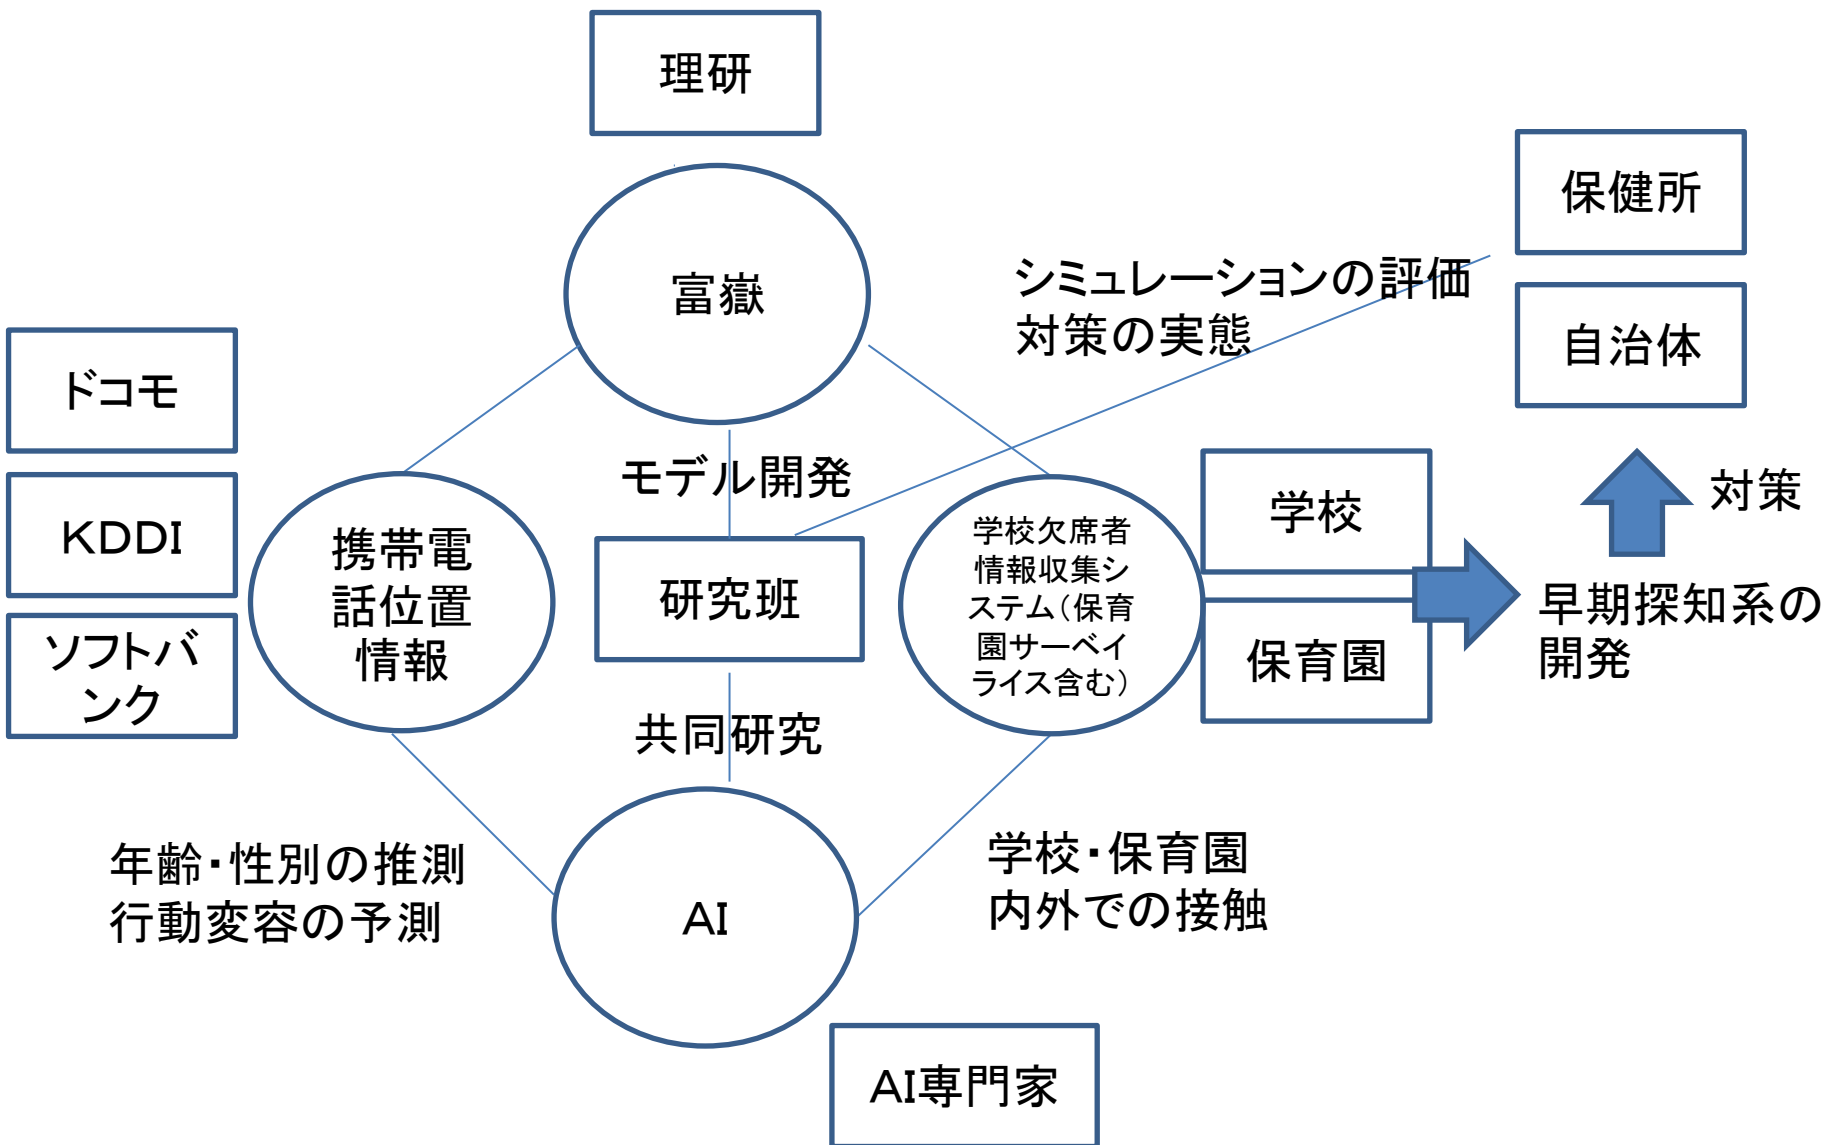 理研
富嶽
保健所
自治体
シミュレーションの評価
対策の実態
ドコモ
KDDI
ソフトバ
ンク
携帯電
話位置
情報
モデル開発
研究班
共同研究
学校欠席者
情報収集シ
ステム（保育
園サーベイ
ライス含む）
学校
保育園
対策
早期探知系の
開発
年齢・性別の推測
行動変容の予測
AI
学校・保育園
内外での接触
AI専門家